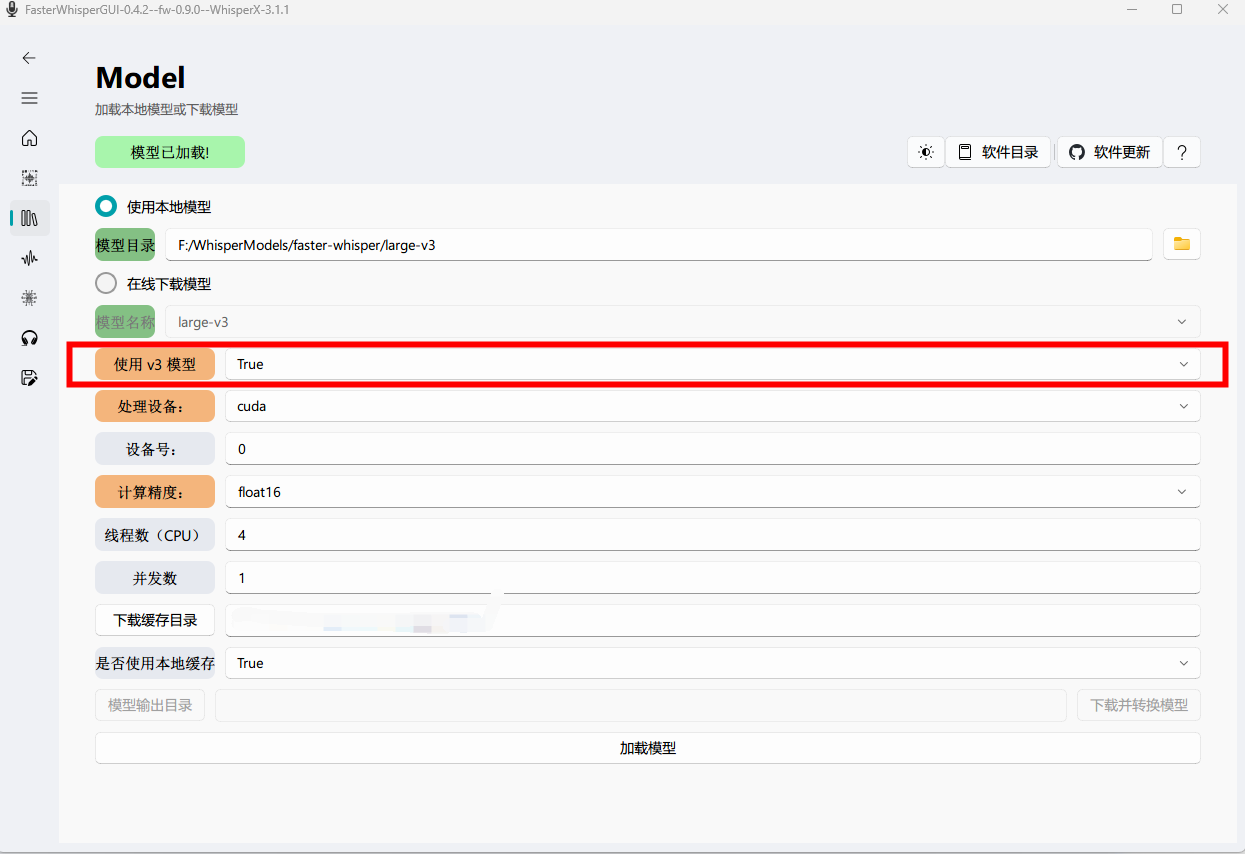 FasterWhisperGUI-0.4.2--fw-0.9.0--WhisperX-3.1.1
Model
加载本地模型或下载模型
模型已加载!
软件目录
软件更新
?
使用本地模型
模型目录 F:/WhisperModels/faster-whisper/large-v3
在线下载模型
模型名称 large-v3
使用 v3 模型 True
处理设备： cuda
设备号： 0
计算精度： float16
线程数（CPU） 4
并发数 1
下载缓存目录
是否使用本地缓存 True
模型输出目录 下载并转换模型
加载模型